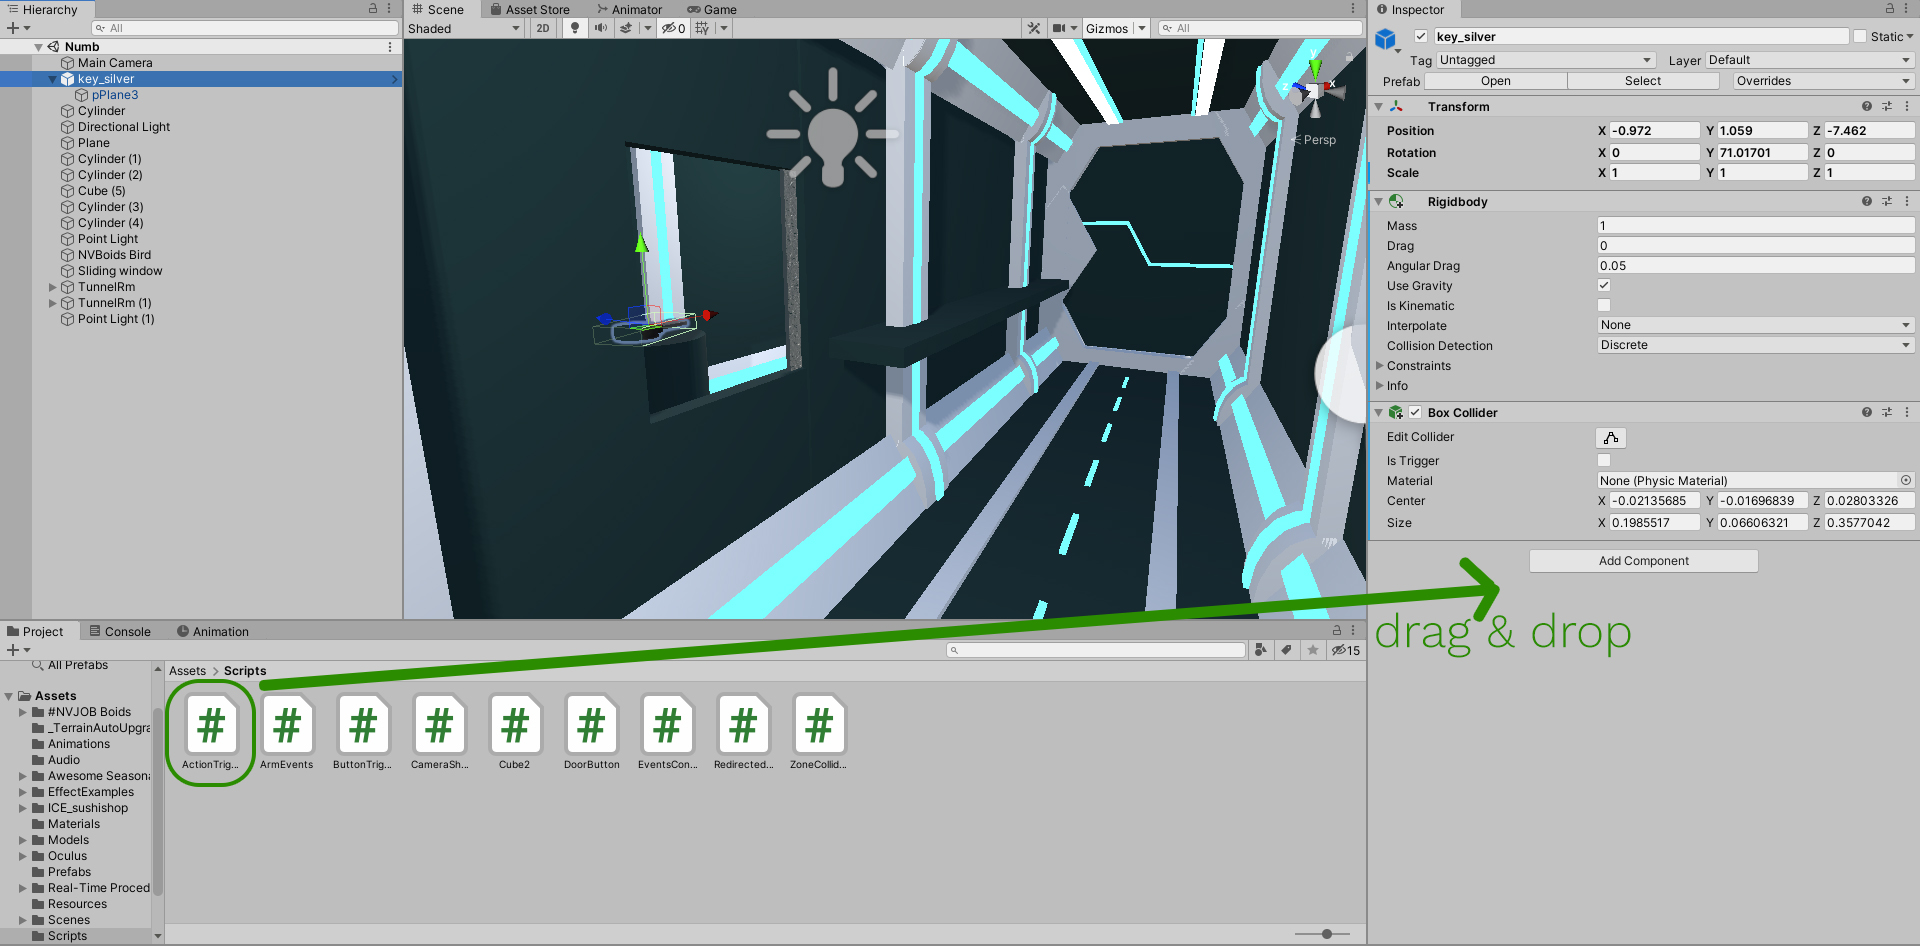 Hierarchy
All
Numb
Main Camera
key_silver
pPlane3
Cylinder
Directional Light
Plane
Cylinder (1)
Cylinder (2)
Cube (5)
Cylinder (3)
Cylinder (4)
Point Light
NVBoids Bird
Sliding window
TunnelRm
TunnelRm (1)
Point Light (1)
Scene Asset Store Animator Game
Shaded 2D 0 Gizmos All
y
x
z
Persp
Inspector
key_silver Static
Tag Untagged Layer Default
Prefab Open Select Overrides
Transform
Position X -0.972 Y 1.059 Z -7.462
Rotation X 0 Y 71.01701 Z 0
Scale X 1 Y 1 Z 1
Rigidbody
Mass 1
Drag 0
Angular Drag 0.05
Use Gravity
Is Kinematic
Interpolate None
Collision Detection Discrete
Constraints
Info
Box Collider
Edit Collider
Is Trigger
Material None (Physic Material)
Center X -0.02135685 Y -0.01696839 Z 0.02803326
Size X 0.1985517 Y 0.06606321 Z 0.3577042
Add Component
drag & drop
Project Console Animation
15
All Prefabs
Assets
#NVJOB Boids
_TerrainAutoUpgra
Animations
Audio
Awesome Seasona
EffectExamples
ICE_sushishop
Materials
Models
Oculus
Prefabs
Real-Time Proced
Resources
Scenes
Scripts
Assets > Scripts
# # # # # # # # #
ActionTrig... ArmEvents ButtonTrig... CameraSh... Cube2 DoorButton EventsCon... Redirected... ZoneCollid...